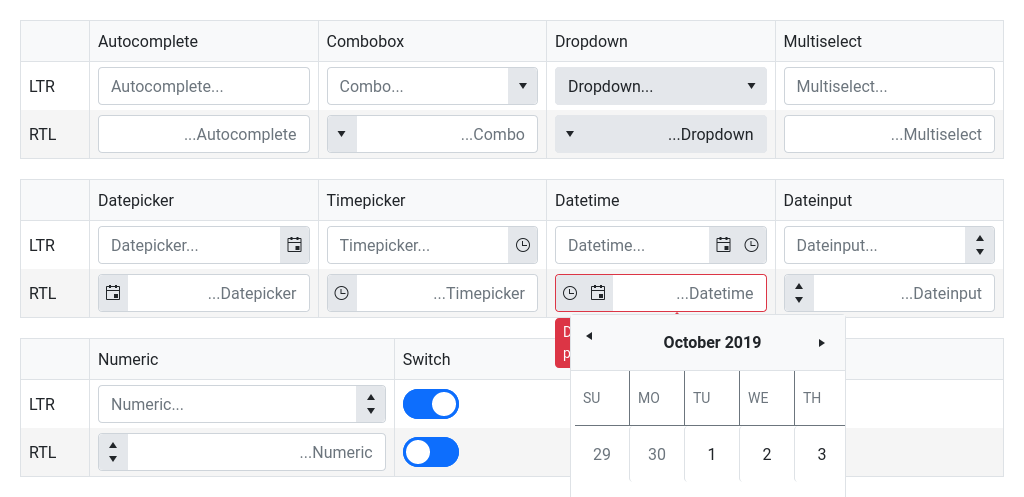 Autocomplete Combobox Dropdown Multiselect
LTR Autocomplete... Combo... Dropdown... Multiselect...
RTL ...Autocomplete ...Combo ...Dropdown ...Multiselect
Datepicker Timepicker Datetime Dateinput
LTR Datepicker... Timepicker... Datetime... Dateinput...
RTL ...Datepicker ...Timepicker ...Datetime ...Dateinput
October 2019
Numeric Switch
LTR Numeric...
RTL ...Numeric
SU MO TU WE TH
29 30 1 2 3